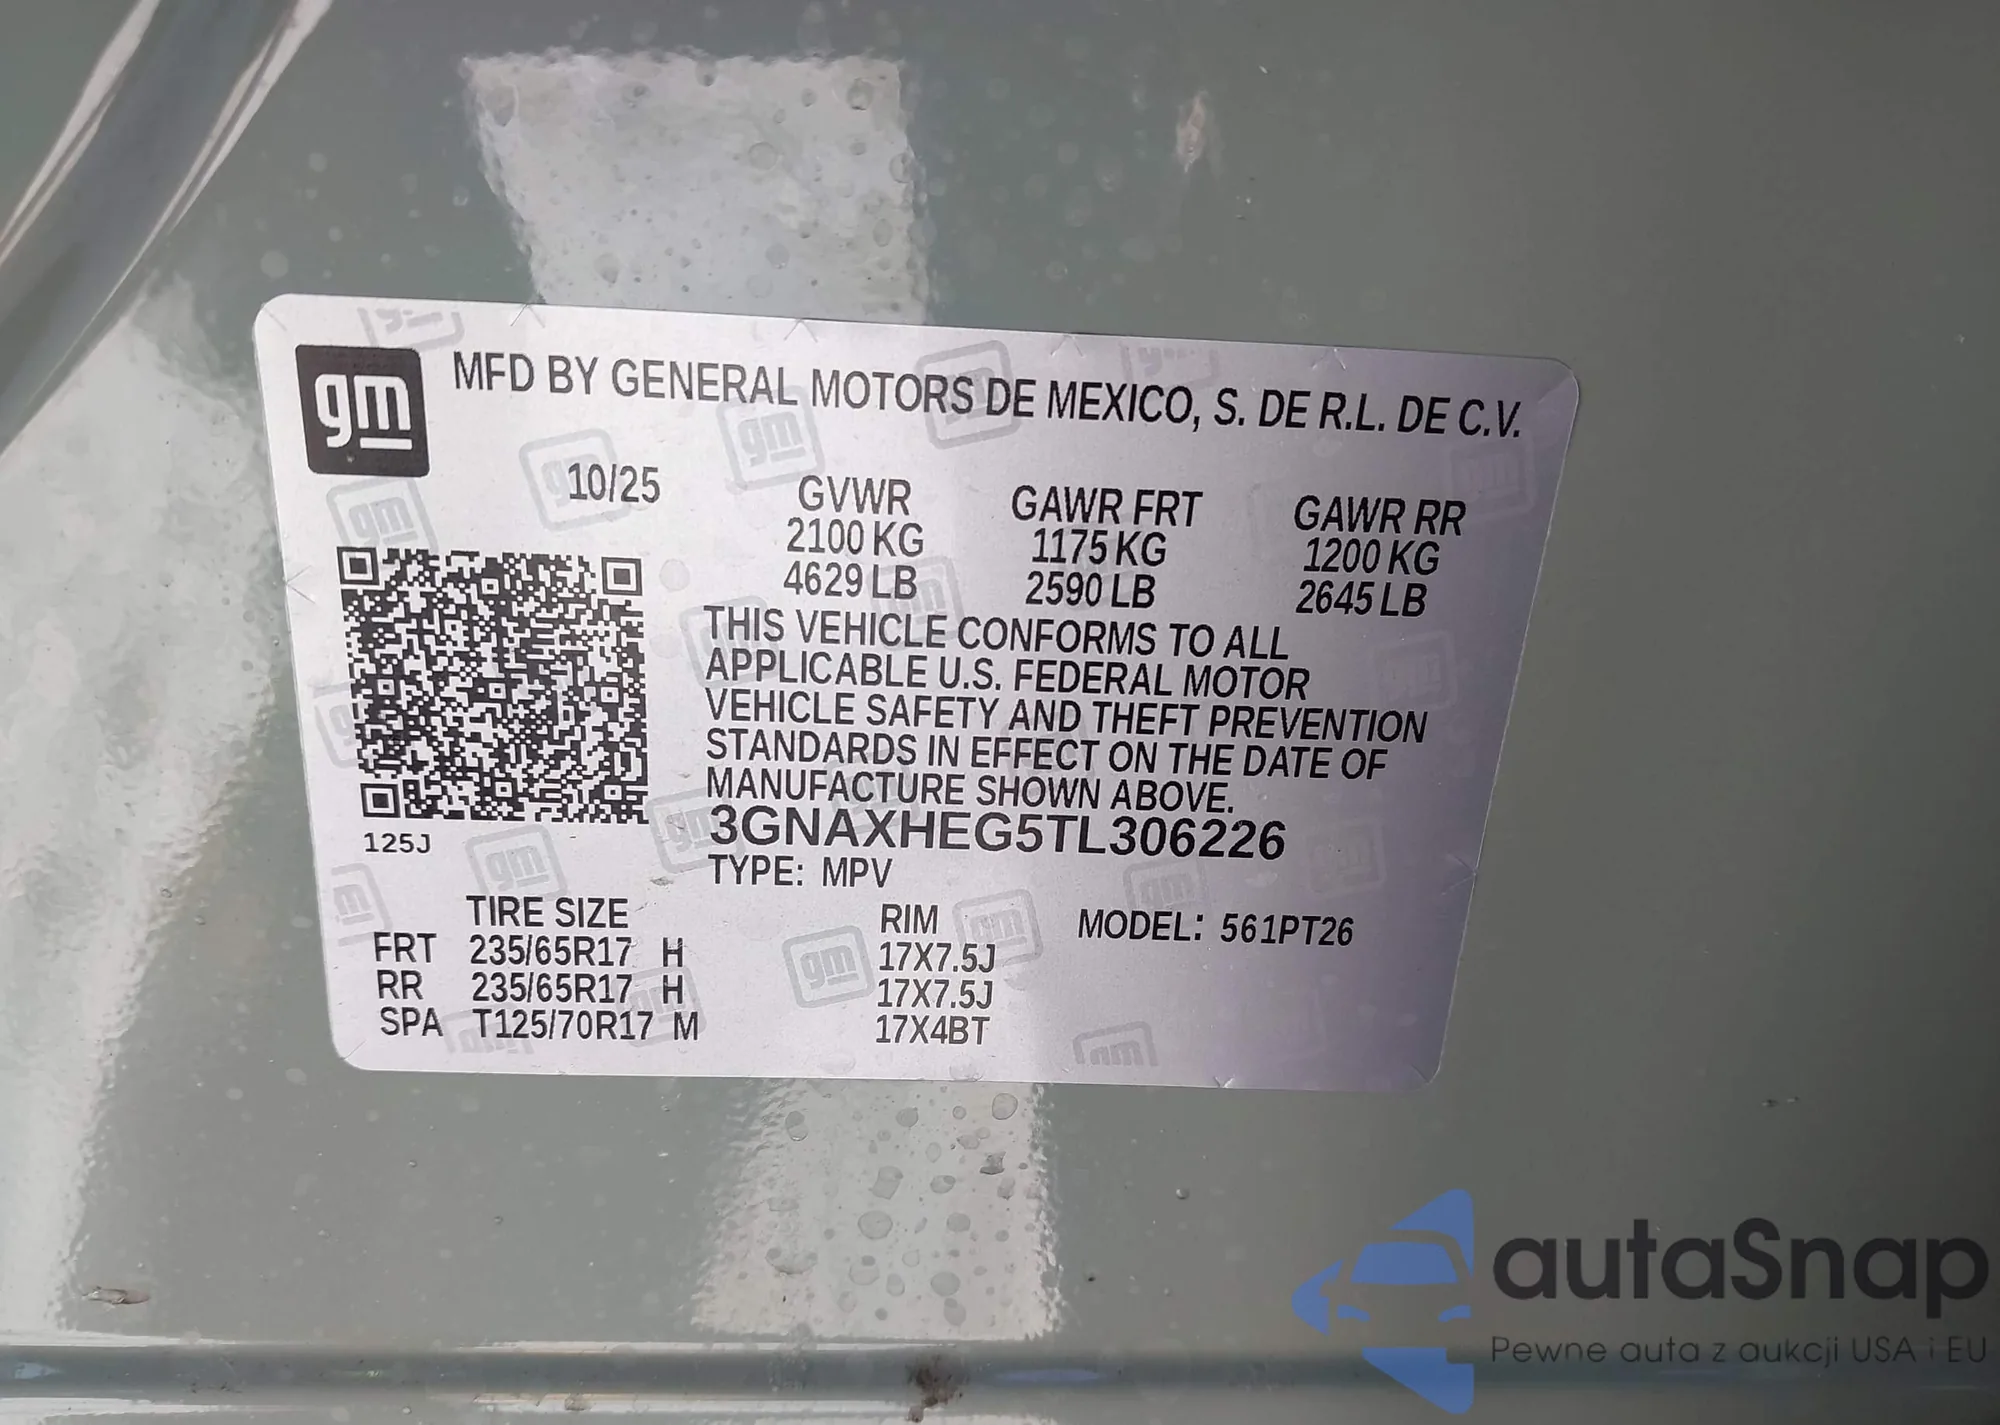 gm MFD BY GENERAL MOTORS DE MEXICO, S. DE R.L. DE C.V.
10/25 GVWR GAWR FRT GAWR RR
2100 KG 1175 KG 1200 KG
4629 LB 2590 LB 2645 LB
THIS VEHICLE CONFORMS TO ALL
APPLICABLE U.S. FEDERAL MOTOR
VEHICLE SAFETY AND THEFT PREVENTION
STANDARDS IN EFFECT ON THE DATE OF
MANUFACTURE SHOWN ABOVE.
125J 3GNAXHEG5TL306226
TYPE: MPV
TIRE SIZE RIM MODEL: 561PT26
FRT 235/65R17 H 17X7.5J
RR 235/65R17 H 17X7.5J
SPA T125/70R17 M 17X4BT
autaSnap
Pewne auta z aukcji USA i EU